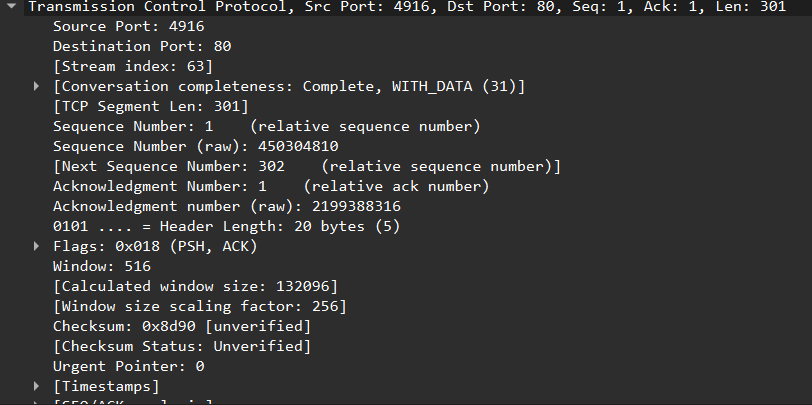 Transmission Control Protocol, Src Port: 4916, Dst Port: 80, Seq: 1, Ack: 1, Len: 301
Source Port: 4916
Destination Port: 80
[Stream index: 63]
[Conversation completeness: Complete, WITH_DATA (31)]
[TCP Segment Len: 301]
Sequence Number: 1    (relative sequence number)
Sequence Number (raw): 450304810
[Next Sequence Number: 302    (relative sequence number)]
Acknowledgment Number: 1    (relative ack number)
Acknowledgment number (raw): 2199388316
0101 .... = Header Length: 20 bytes (5)
Flags: 0x018 (PSH, ACK)
Window: 516
[Calculated window size: 132096]
[Window size scaling factor: 256]
Checksum: 0x8d90 [unverified]
[Checksum Status: Unverified]
Urgent Pointer: 0
[Timestamps]